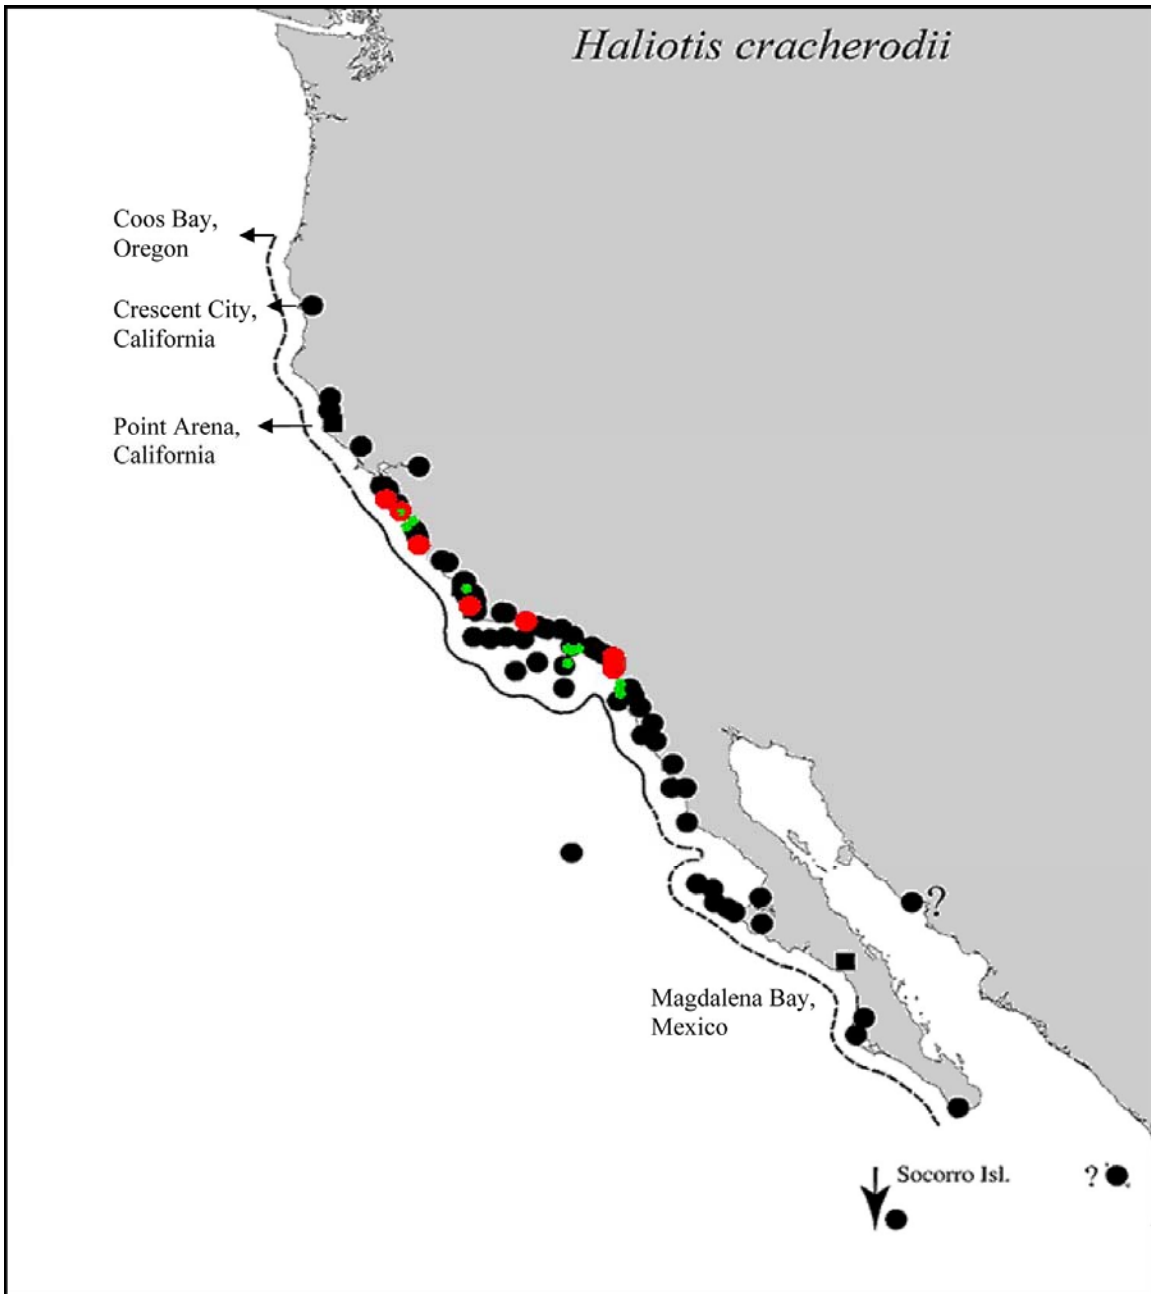 Haliotis cracherodii
Coos Bay,
Oregon
Crescent City,
California
Point Arena,
California
?
Magdalena Bay,
Mexico
Socorro Isl.
?